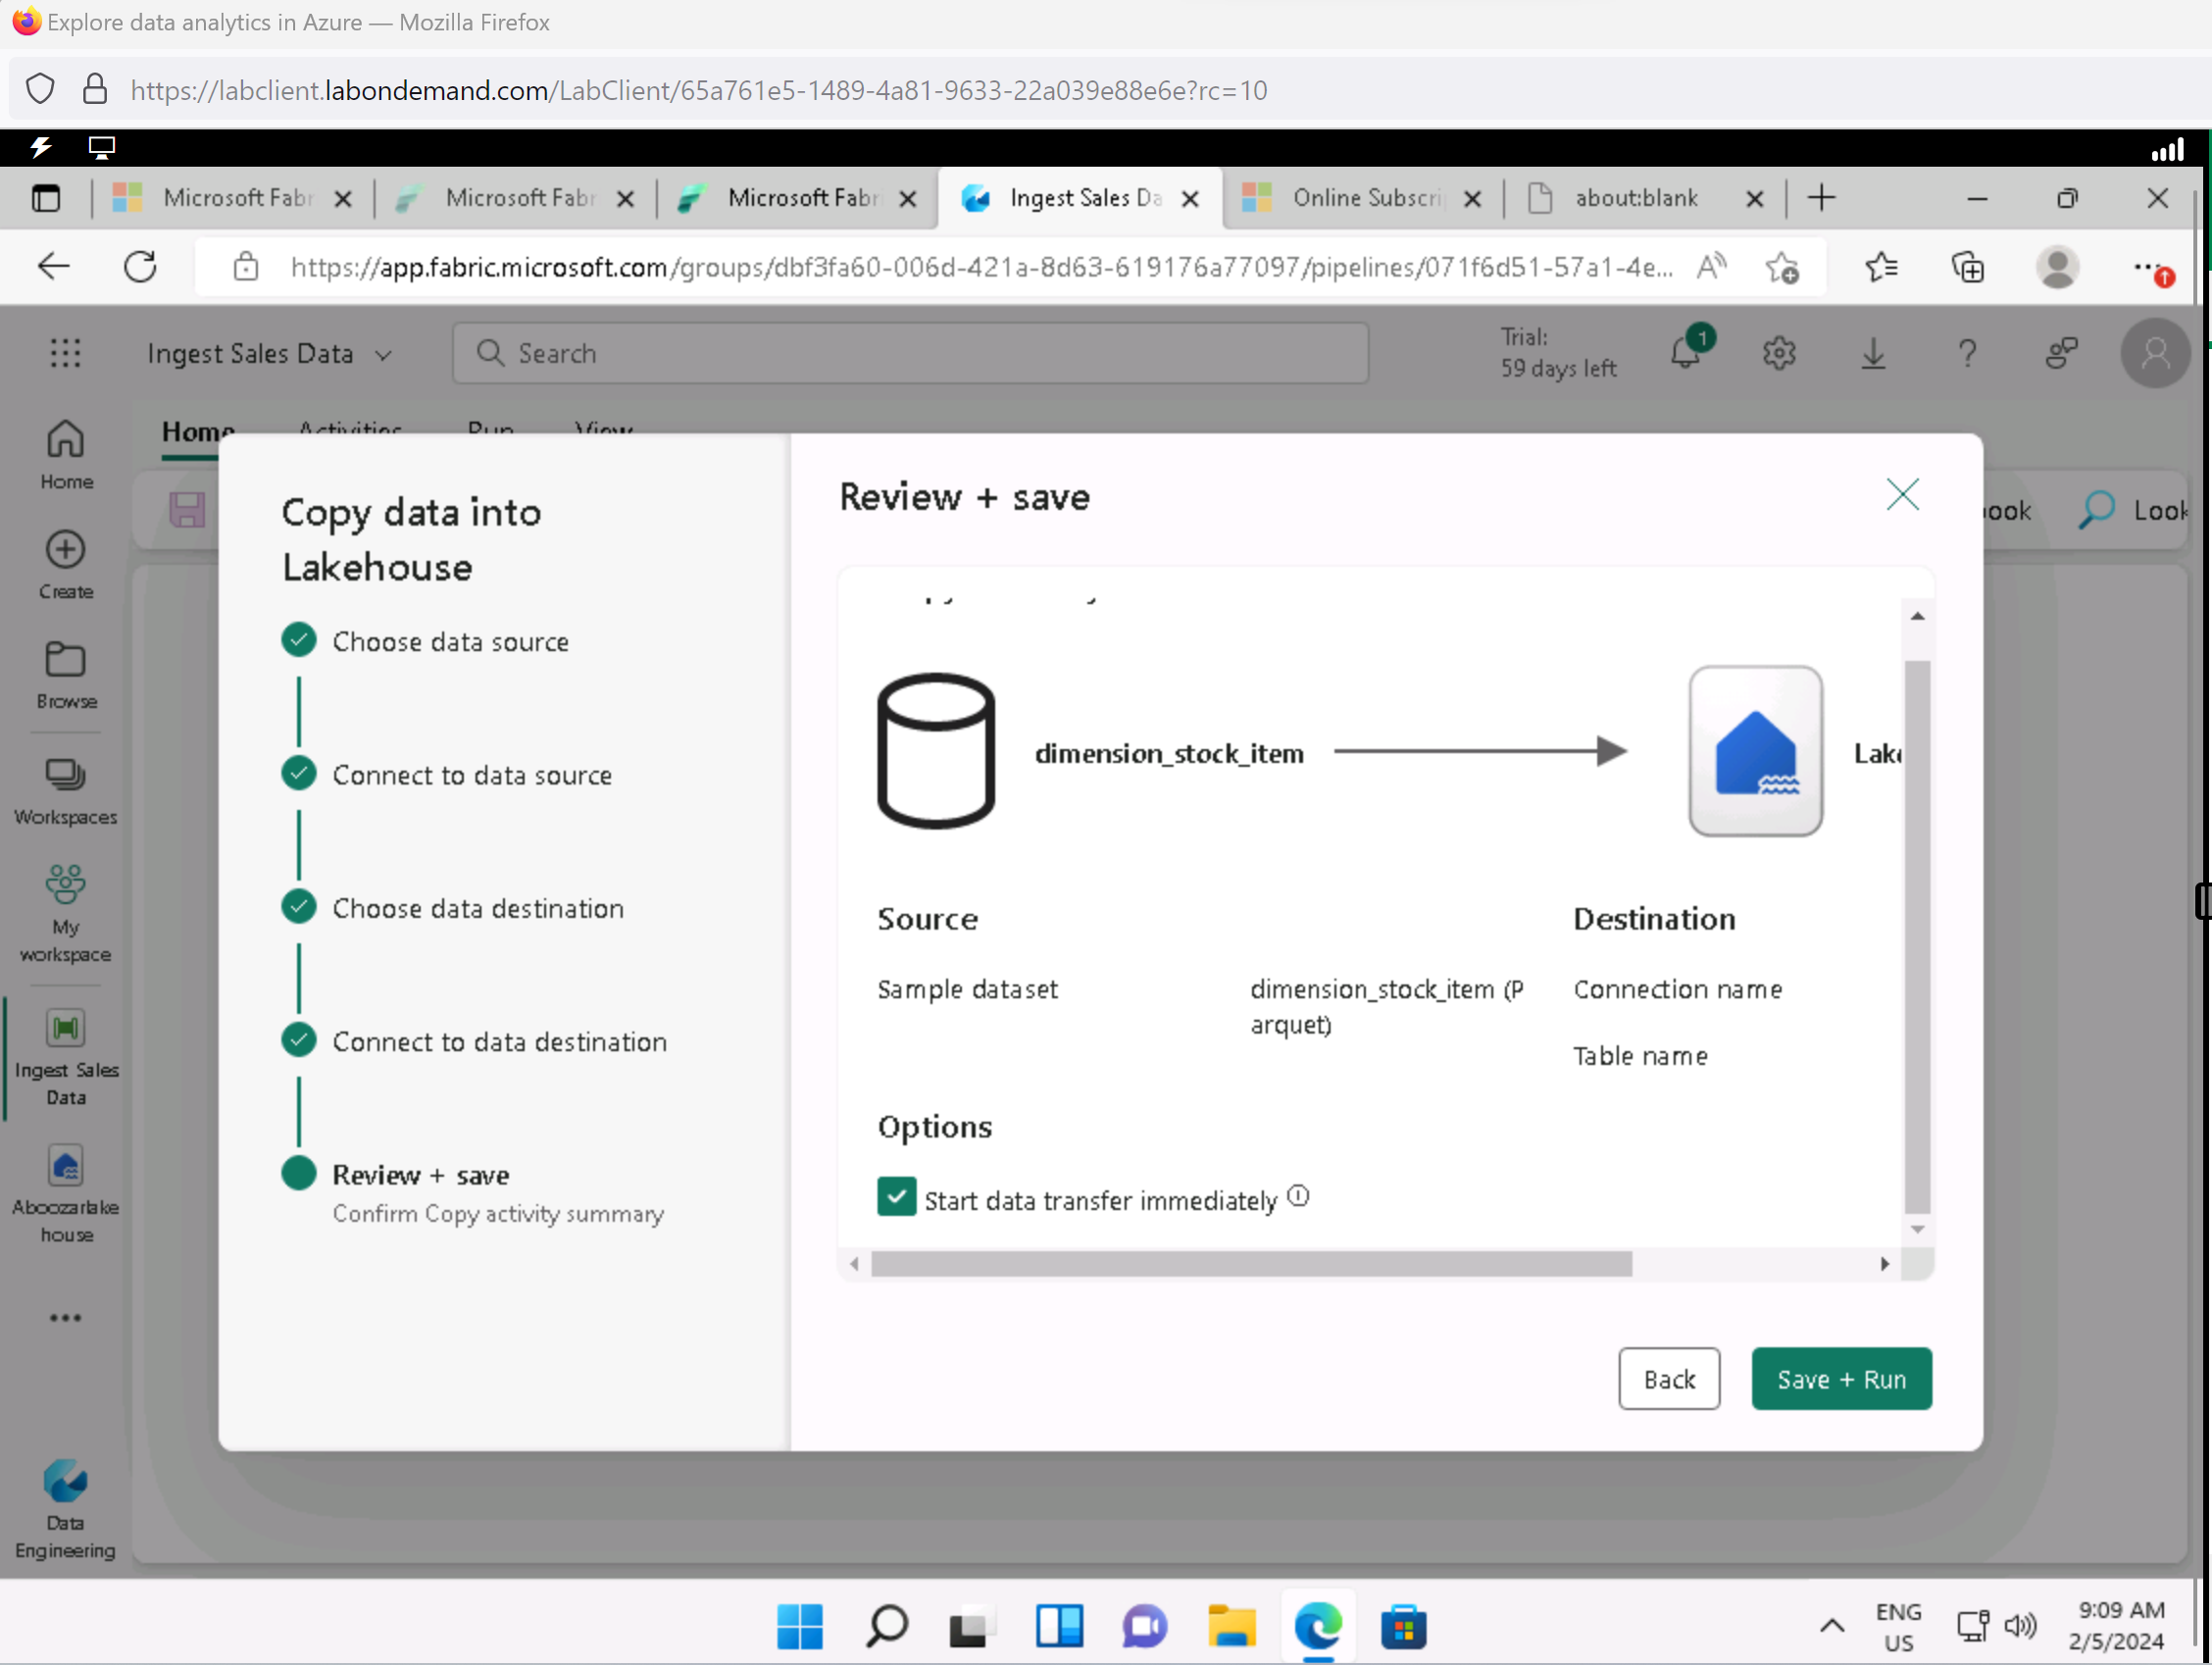 Explore data analytics in Azure — Mozilla Firefox
https://labclient.labondemand.com/LabClient/65a761e5-1489-4a81-9633-22a039e88e6e?rc=10
Microsoft Fabr
Microsoft Fabr
Microsoft Fabri
Ingest Sales Da
Online Subscrip
about:blank
https://app.fabric.microsoft.com/groups/dbf3fa60-006d-421a-8d63-619176a77097/pipelines/071f6d51-57a1-4e...
Ingest Sales Data
Search
Trial:
59 days left
1
Home
Activities
Run
View
Home
Create
Browse
Workspaces
My
workspace
Ingest Sales
Data
Aboozarlake
house
Data
Engineering
ook
Look
Copy data into
Lakehouse
Choose data source
Connect to data source
Choose data destination
Connect to data destination
Review + save
Confirm Copy activity summary
Review + save
dimension_stock_item
Lake
Source
Destination
Sample dataset
dimension_stock_item (P
arquet)
Connection name
Table name
Options
Start data transfer immediately
Back
Save + Run
ENG
US
9:09 AM
2/5/2024